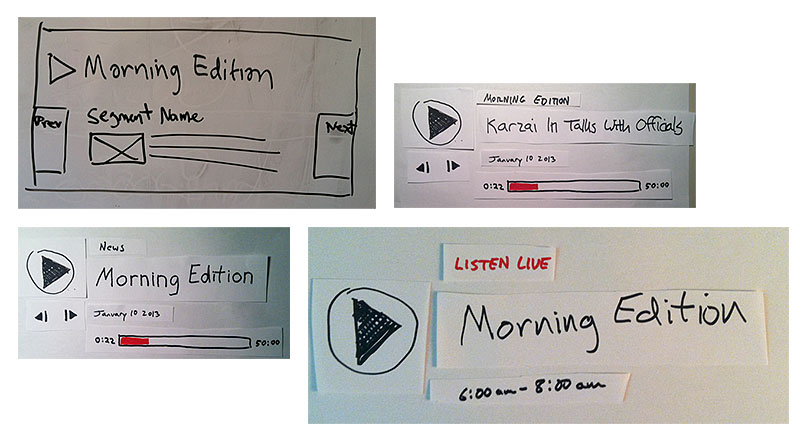 Morning Edition
Segment Name
Prev
Next
MORNING EDITION
Karzai In Talks With Officials
January 10 2013
0:22 50:00
News
Morning Edition
January 10 2013
0:22 50:00
LISTEN LIVE
Morning Edition
6:00 am - 8:00 am